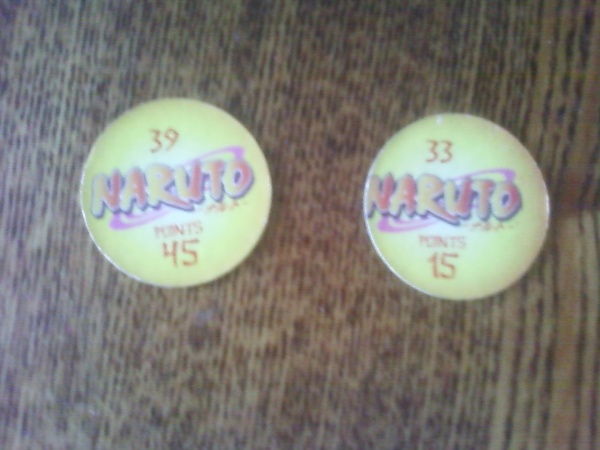 39
NARUTO
POINTS
45
33
NARUTO
POINTS
15